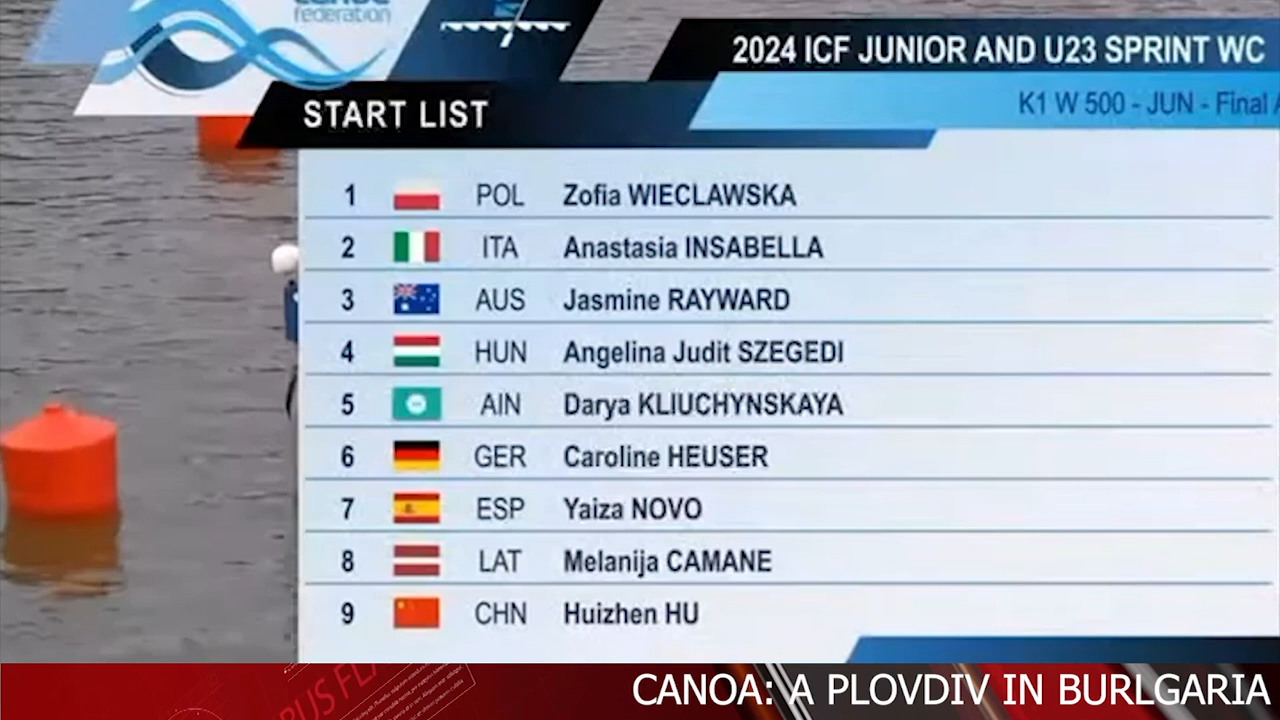 federation
2024 ICF JUNIOR AND U23 SPRINT WC
START LIST
K1 W 500 - JUN - Final A
1 POL Zofia WIECLAWSKA
2 ITA Anastasia INSABELLA
3 AUS Jasmine RAYWARD
4 HUN Angelina Judit SZEGEDI
5 AIN Darya KLIUCHYNSKAYA
6 GER Caroline HEUSER
7 ESP Yaiza NOVO
8 LAT Melanija CAMANE
9 CHN Huizhen HU
CANOA: A PLOVDIV IN BURLGARIA